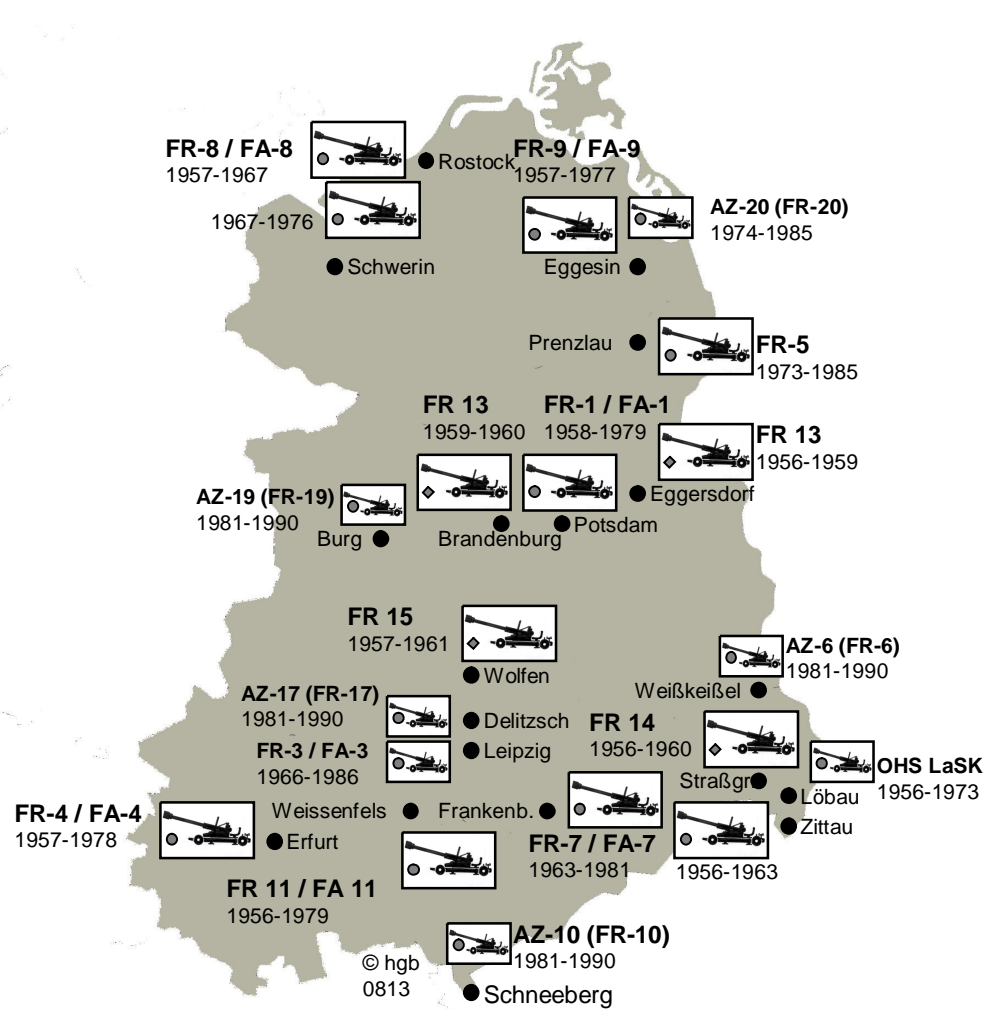 FR-8 / FA-8
1957-1967
Rostock
FR-9 / FA-9
1957-1977
1967-1976
AZ-20 (FR-20)
1974-1985
Schwerin
Eggesin
Prenzlau
FR-5
1973-1985
FR 13
1959-1960
FR-1 / FA-1
1958-1979
FR 13
1956-1959
AZ-19 (FR-19)
1981-1990
Eggersdorf
Burg
Brandenburg
Potsdam
FR 15
1957-1961
Wolfen
AZ-6 (FR-6)
1981-1990
Weißkeißel
AZ-17 (FR-17)
1981-1990
Delitzsch
FR 14
1956-1960
FR-3 / FA-3
1966-1986
Leipzig
Straßgr.
OHS LaSK
1956-1973
Löbau
FR-4 / FA-4
1957-1978
Erfurt
Weissenfels
Frankenb.
Zittau
FR-7 / FA-7
1963-1981
1956-1963
FR 11 / FA 11
1956-1979
AZ-10 (FR-10)
1981-1990
© hgb
0813
Schneeberg